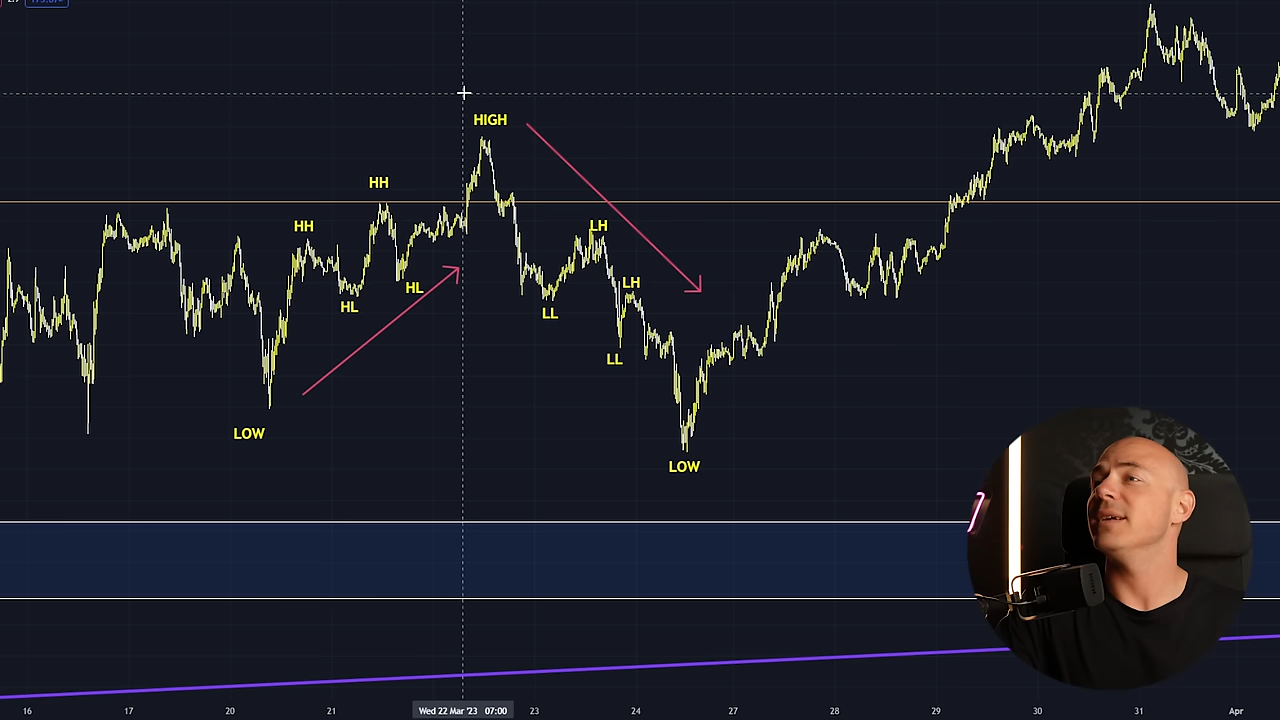 HIGH
HH
HH
LH
LH
HL
HL
LL
LL
LOW
LOW
16
17
20
21
Wed 22 Mar '23 07:00
23
24
27
28
29
30
31
Apr